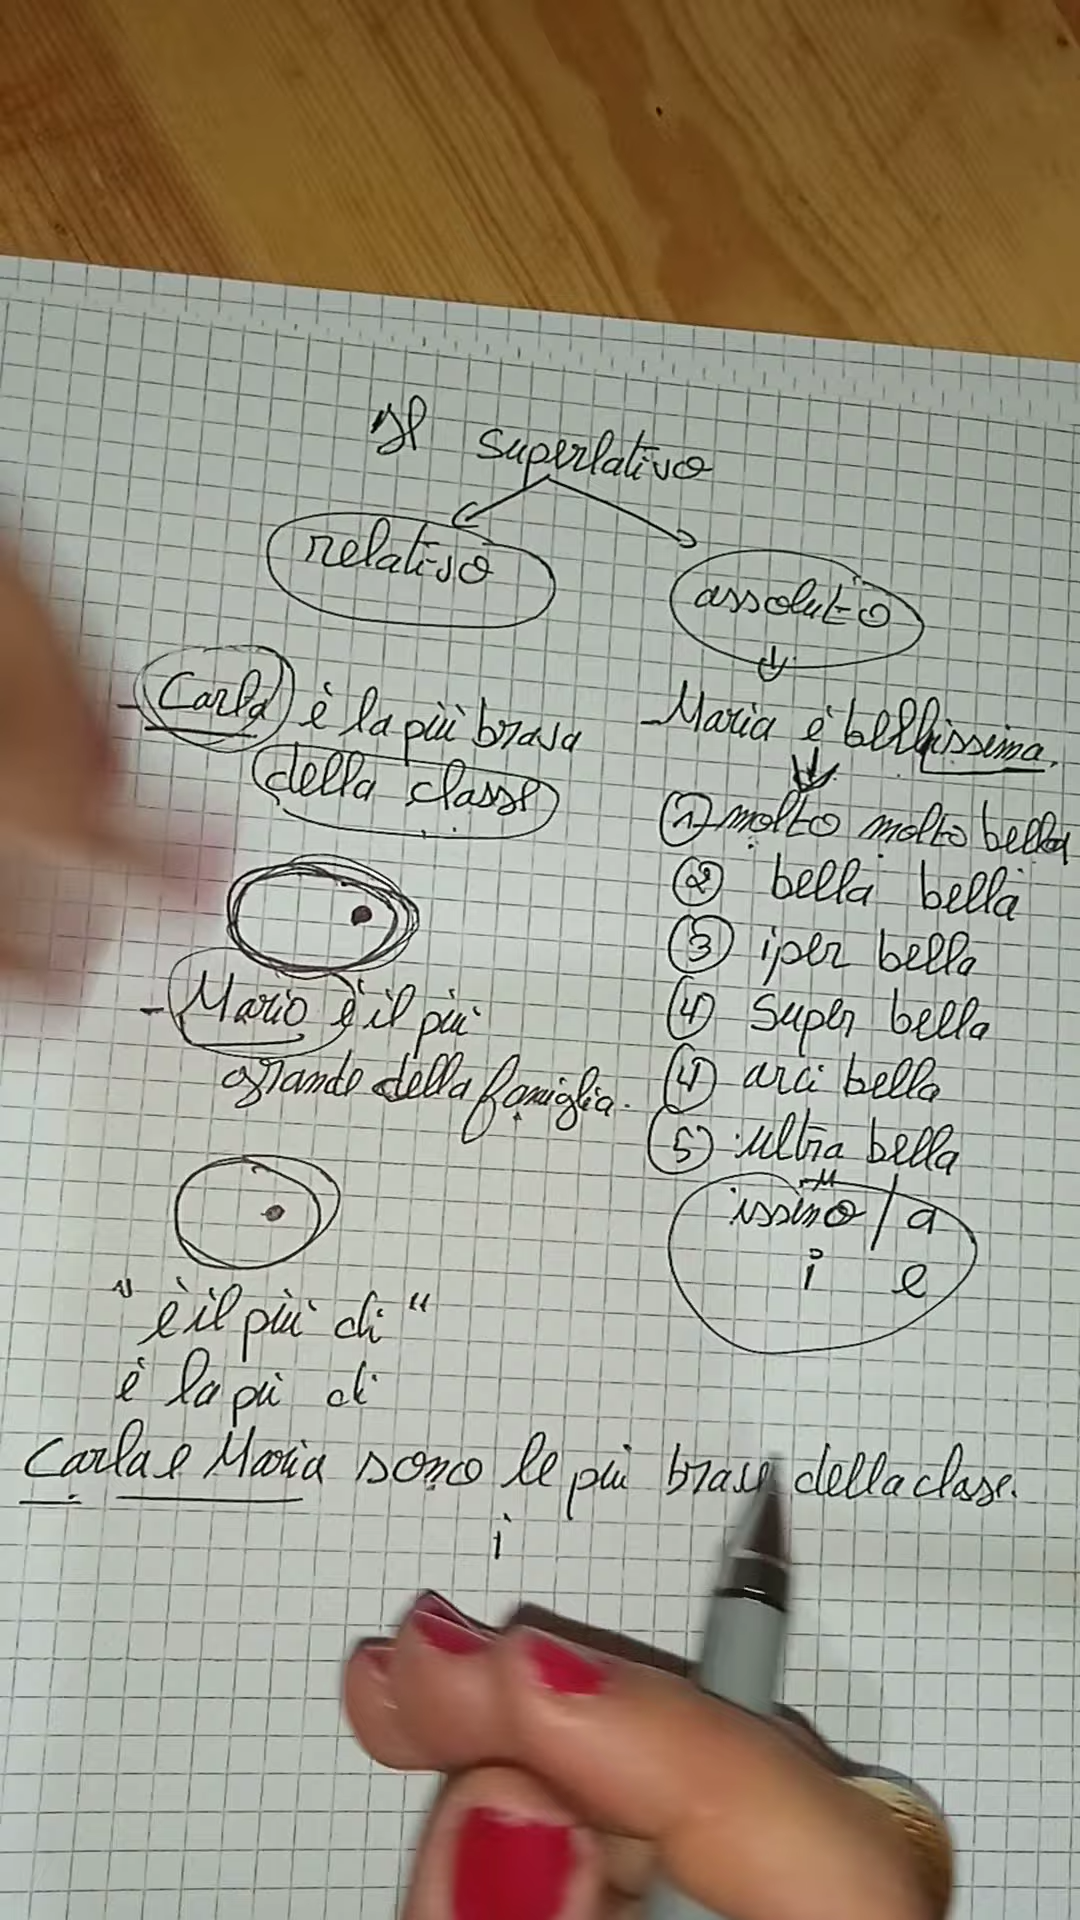 Il superlativo
relativo
assoluto
- Carla è la più brava
della classe
- Mario è il più
grande della famiglia.
"è il più di"
è la più di
- Maria è bellissima.
① molto molto bella
② bella bella
③ iper bella
④ Super bella
④ arci bella
⑤ ultra bella
issimo / a
i e
Carla e Maria sono le più brave della classe.
i